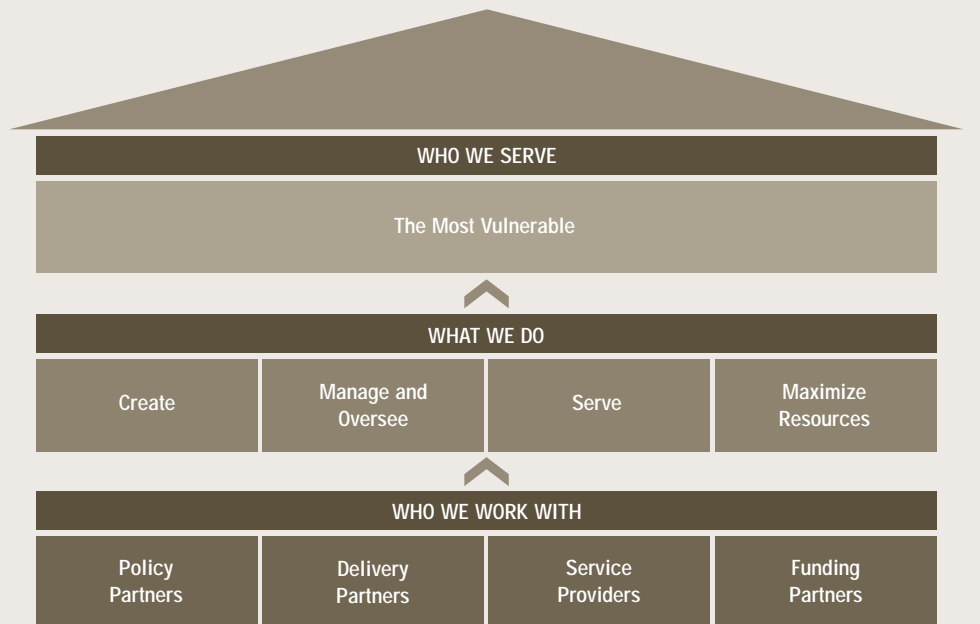 WHO WE SERVE
The Most Vulnerable
WHAT WE DO
Create
Manage and
Oversee
Serve
Maximize
Resources
WHO WE WORK WITH
Policy
Partners
Delivery
Partners
Service
Providers
Funding
Partners